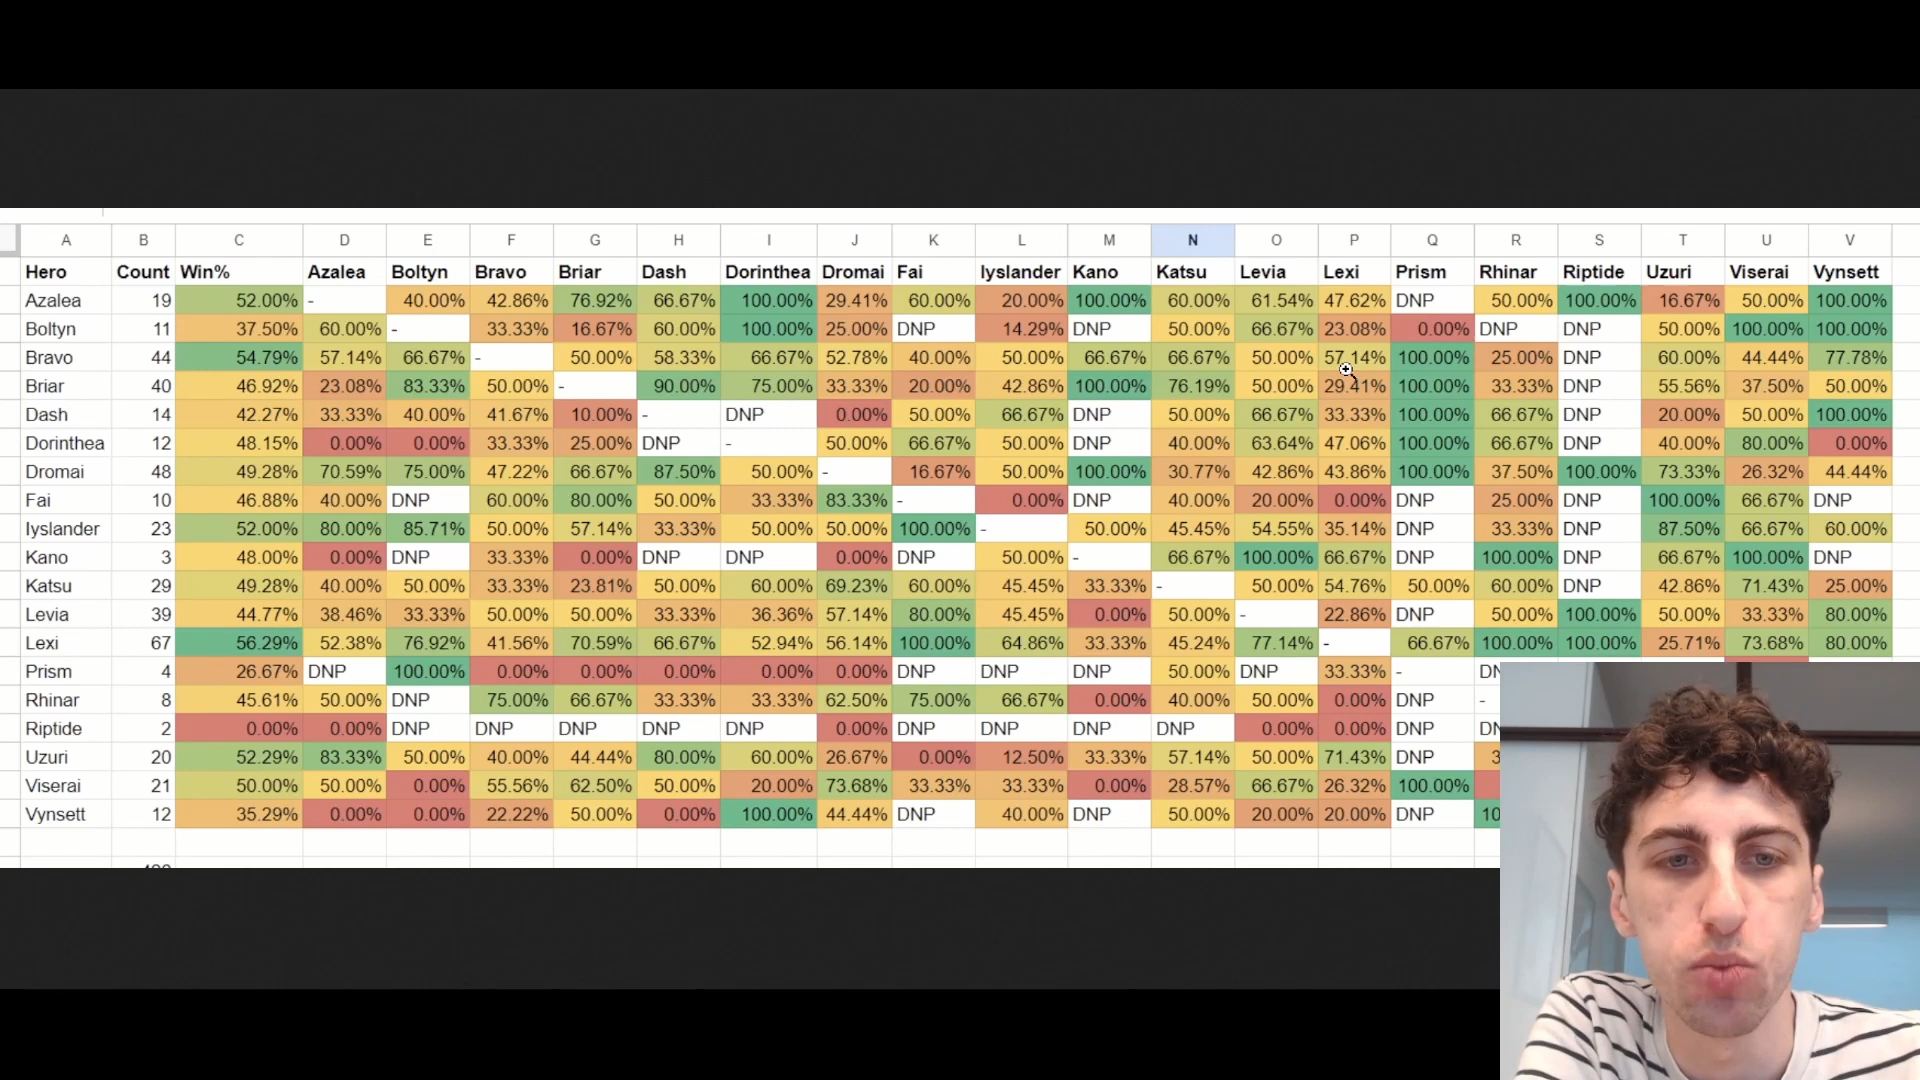 A B C D E F G H I J K L M N O P Q R S T U V
Hero Count Win% Azalea Boltyn Bravo Briar Dash Dorinthea Dromai Fai Iyslander Kano Katsu Levia Lexi Prism Rhinar Riptide Uzuri Viserai Vynsett
Azalea 19 52.00% - 40.00% 42.86% 76.92% 66.67% 100.00% 29.41% 60.00% 20.00% 100.00% 60.00% 61.54% 47.62% DNP 50.00% 100.00% 16.67% 50.00% 100.00%
Boltyn 11 37.50% 60.00% - 33.33% 16.67% 60.00% 100.00% 25.00% DNP 14.29% DNP 50.00% 66.67% 23.08% 0.00% DNP DNP 50.00% 100.00% 100.00%
Bravo 44 54.79% 57.14% 66.67% - 50.00% 58.33% 66.67% 52.78% 40.00% 50.00% 66.67% 66.67% 50.00% 57.14% 100.00% 25.00% DNP 60.00% 44.44% 77.78%
Briar 40 46.92% 23.08% 83.33% 50.00% - 90.00% 75.00% 33.33% 20.00% 42.86% 100.00% 76.19% 50.00% 29.41% 100.00% 33.33% DNP 55.56% 37.50% 50.00%
Dash 14 42.27% 33.33% 40.00% 41.67% 10.00% - DNP 0.00% 50.00% 66.67% DNP 50.00% 66.67% 33.33% 100.00% 66.67% DNP 20.00% 50.00% 100.00%
Dorinthea 12 48.15% 0.00% 0.00% 33.33% 25.00% DNP - 50.00% 66.67% 50.00% DNP 40.00% 63.64% 47.06% 100.00% 66.67% DNP 40.00% 80.00% 0.00%
Dromai 48 49.28% 70.59% 75.00% 47.22% 66.67% 87.50% 50.00% - 16.67% 50.00% 100.00% 30.77% 42.86% 43.86% 100.00% 37.50% 100.00% 73.33% 26.32% 44.44%
Fai 10 46.88% 40.00% DNP 60.00% 80.00% 50.00% 33.33% 83.33% - 0.00% DNP 40.00% 20.00% 0.00% DNP 25.00% DNP 100.00% 66.67% DNP
Iyslander 23 52.00% 80.00% 85.71% 50.00% 57.14% 33.33% 50.00% 50.00% 100.00% - 50.00% 45.45% 54.55% 35.14% DNP 33.33% DNP 87.50% 66.67% 60.00%
Kano 3 48.00% 0.00% DNP 33.33% 0.00% DNP DNP 0.00% DNP 50.00% - 66.67% 100.00% 66.67% DNP 100.00% DNP 66.67% 100.00% DNP
Katsu 29 49.28% 40.00% 50.00% 33.33% 23.81% 50.00% 60.00% 69.23% 60.00% 45.45% 33.33% - 50.00% 54.76% 50.00% 60.00% DNP 42.86% 71.43% 25.00%
Levia 39 44.77% 38.46% 33.33% 50.00% 50.00% 33.33% 36.36% 57.14% 80.00% 45.45% 0.00% 50.00% - 22.86% DNP 50.00% 100.00% 50.00% 33.33% 80.00%
Lexi 67 56.29% 52.38% 76.92% 41.56% 70.59% 66.67% 52.94% 56.14% 100.00% 64.86% 33.33% 45.24% 77.14% - 66.67% 100.00% 100.00% 25.71% 73.68% 80.00%
Prism 4 26.67% DNP 100.00% 0.00% 0.00% 0.00% 0.00% 0.00% DNP DNP DNP 50.00% DNP 33.33% -
Rhinar 8 45.61% 50.00% DNP 75.00% 66.67% 33.33% 33.33% 62.50% 75.00% 66.67% 0.00% 40.00% 50.00% 0.00% DNP -
Riptide 2 0.00% 0.00% DNP DNP DNP DNP DNP 0.00% DNP DNP DNP DNP 0.00% 0.00% DNP
Uzuri 20 52.29% 83.33% 50.00% 40.00% 44.44% 80.00% 60.00% 26.67% 0.00% 12.50% 33.33% 57.14% 50.00% 71.43% DNP
Viserai 21 50.00% 50.00% 0.00% 55.56% 62.50% 50.00% 20.00% 73.68% 33.33% 33.33% 0.00% 28.57% 66.67% 26.32% 100.00%
Vynsett 12 35.29% 0.00% 0.00% 22.22% 50.00% 0.00% 100.00% 44.44% DNP 40.00% DNP 50.00% 20.00% 20.00% DNP